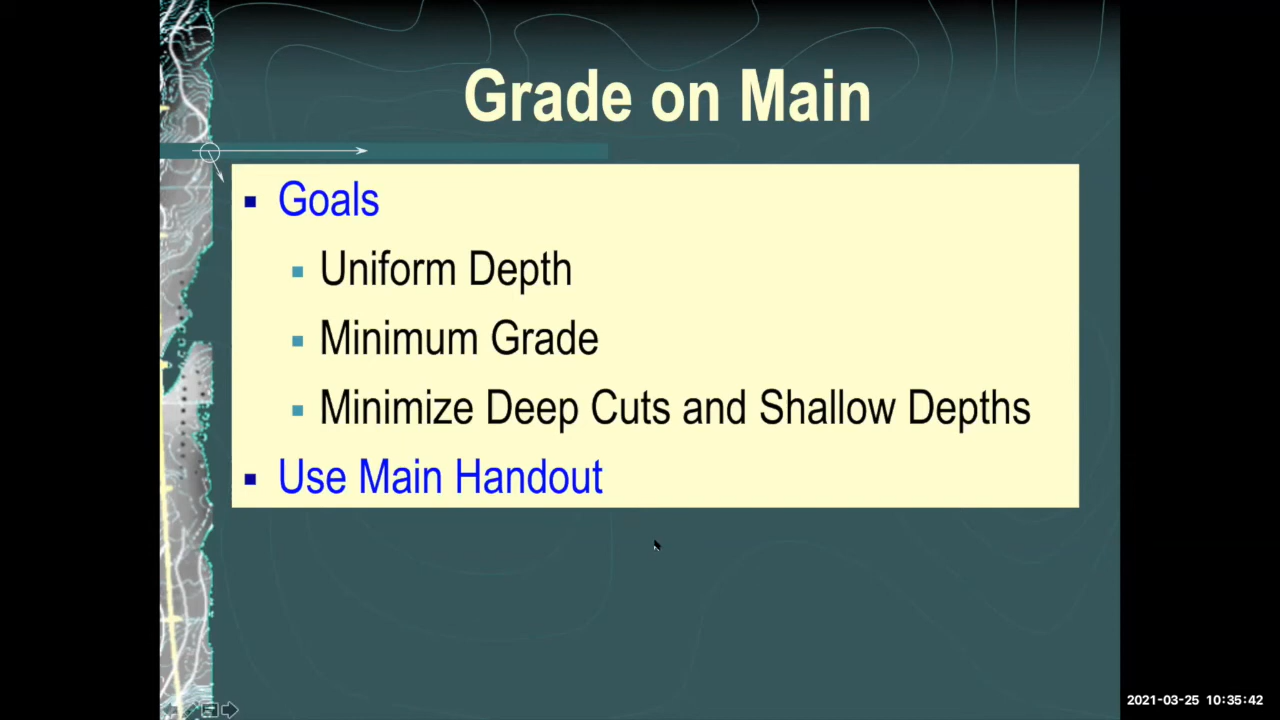 Grade on Main
Goals
Uniform Depth
Minimum Grade
Minimize Deep Cuts and Shallow Depths
Use Main Handout
2021-03-25 10:35:42